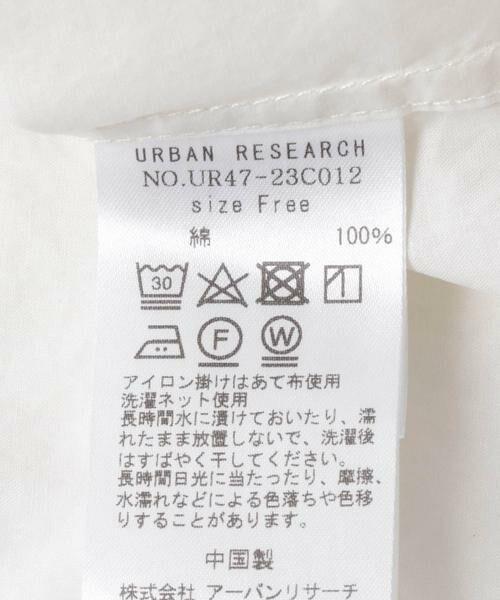 URBAN RESEARCH
NO.UR47-23C012
size Free
綿 100%
30
F W
アイロン掛けはあて布使用
洗濯ネット使用
長時間水に漬けておいたり、濡
れたまま放置しないで、洗濯後
はすばやく干してください。
長時間日光に当たったり、摩擦、
水濡れなどによる色落ちや色移
りすることがあります。
中国製
株式会社 アーバンリサーチ